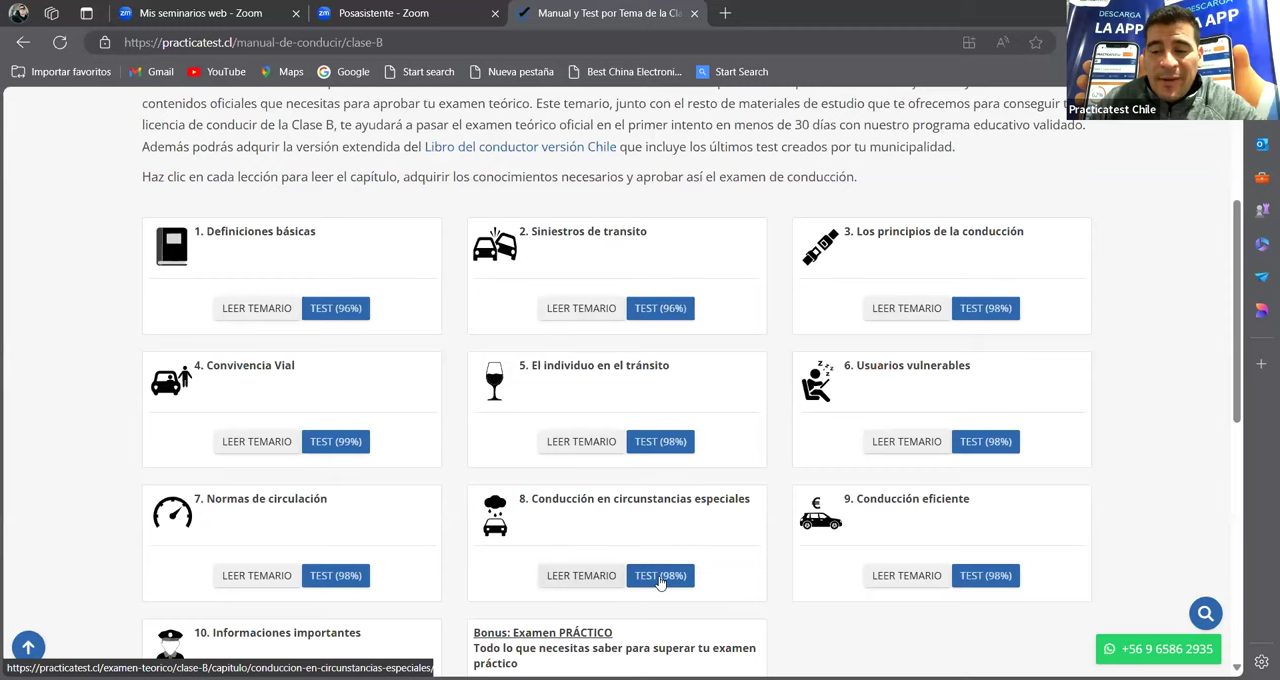 Mis seminarios web - Zoom
Posasistente - Zoom
Manual y Test por Tema de la Cla
https://practicatest.cl/manual-de-conducir/clase-B
Importar favoritos
Gmail
YouTube
Maps
Google
Start search
Nueva pestaña
Best China Electroni...
Start Search
DESCARGA
LA APP
DESCARGA
LA APP
Practicatest Chile
contenidos oficiales que necesitas para aprobar tu examen teórico. Este temario, junto con el resto de materiales de estudio que te ofrecemos para conseguir
licencia de conducir de la Clase B, te ayudará a pasar el examen teórico oficial en el primer intento en menos de 30 días con nuestro programa educativo validado.
Además podrás adqurir la versión extendida del Libro del conductor versión Chile que incluye los últimos test creados por tu municipalidad.
Haz clic en cada lección para leer el capítulo, adquirir los conocimientos necesarios y aprobar así el examen de conducción.
1. Definiciones básicas
LEER TEMARIO TEST (96%)
2. Siniestros de transito
LEER TEMARIO TEST (96%)
3. Los principios de la conducción
LEER TEMARIO TEST (98%)
4. Convivencia Vial
LEER TEMARIO TEST (99%)
5. El individuo en el tránsito
LEER TEMARIO TEST (98%)
6. Usuarios vulnerables
LEER TEMARIO TEST (98%)
7. Normas de circulación
LEER TEMARIO TEST (98%)
8. Conducción en circunstancias especiales
LEER TEMARIO TEST (98%)
9. Conducción eficiente
LEER TEMARIO TEST (98%)
10. Informaciones importantes
Bonus: Examen PRÁCTICO
Todo lo que necesitas saber para superar tu examen
práctico
+56 9 6586 2935
https://practicatest.cl/examen-teorico/clase-B/capitulo/conduccion-en-circunstancias-especiales/